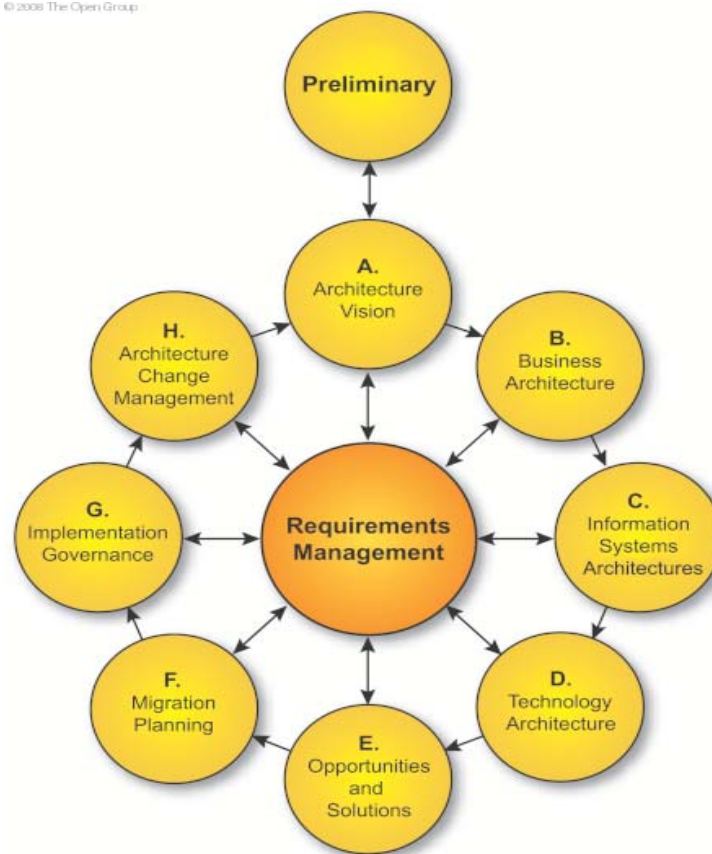 © 2008 The Open Group
Preliminary
A.
Architecture
Vision
H.
Architecture
Change
Management
B.
Business
Architecture
G.
Implementation
Governance
Requirements
Management
C.
Information
Systems
Architectures
F.
Migration
Planning
D.
Technology
Architecture
E.
Opportunities
and
Solutions